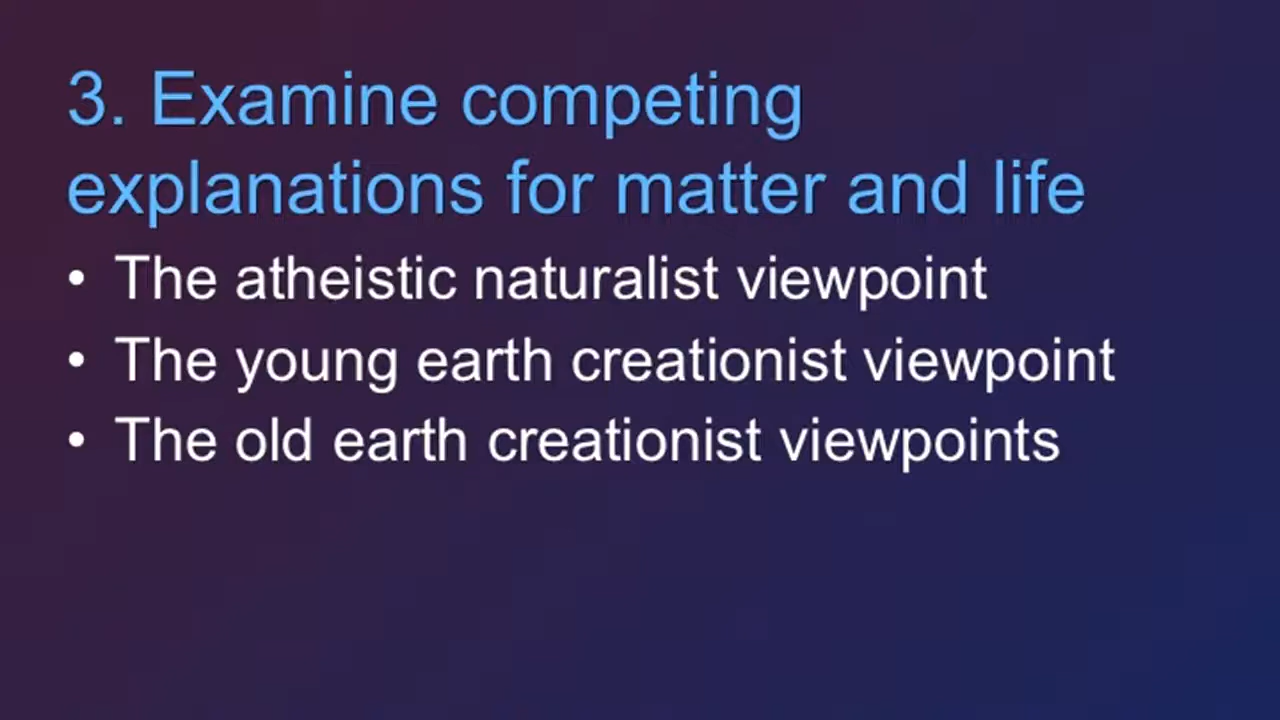 3. Examine competing
explanations for matter and life
• The atheistic naturalist viewpoint
• The young earth creationist viewpoint
• The old earth creationist viewpoints